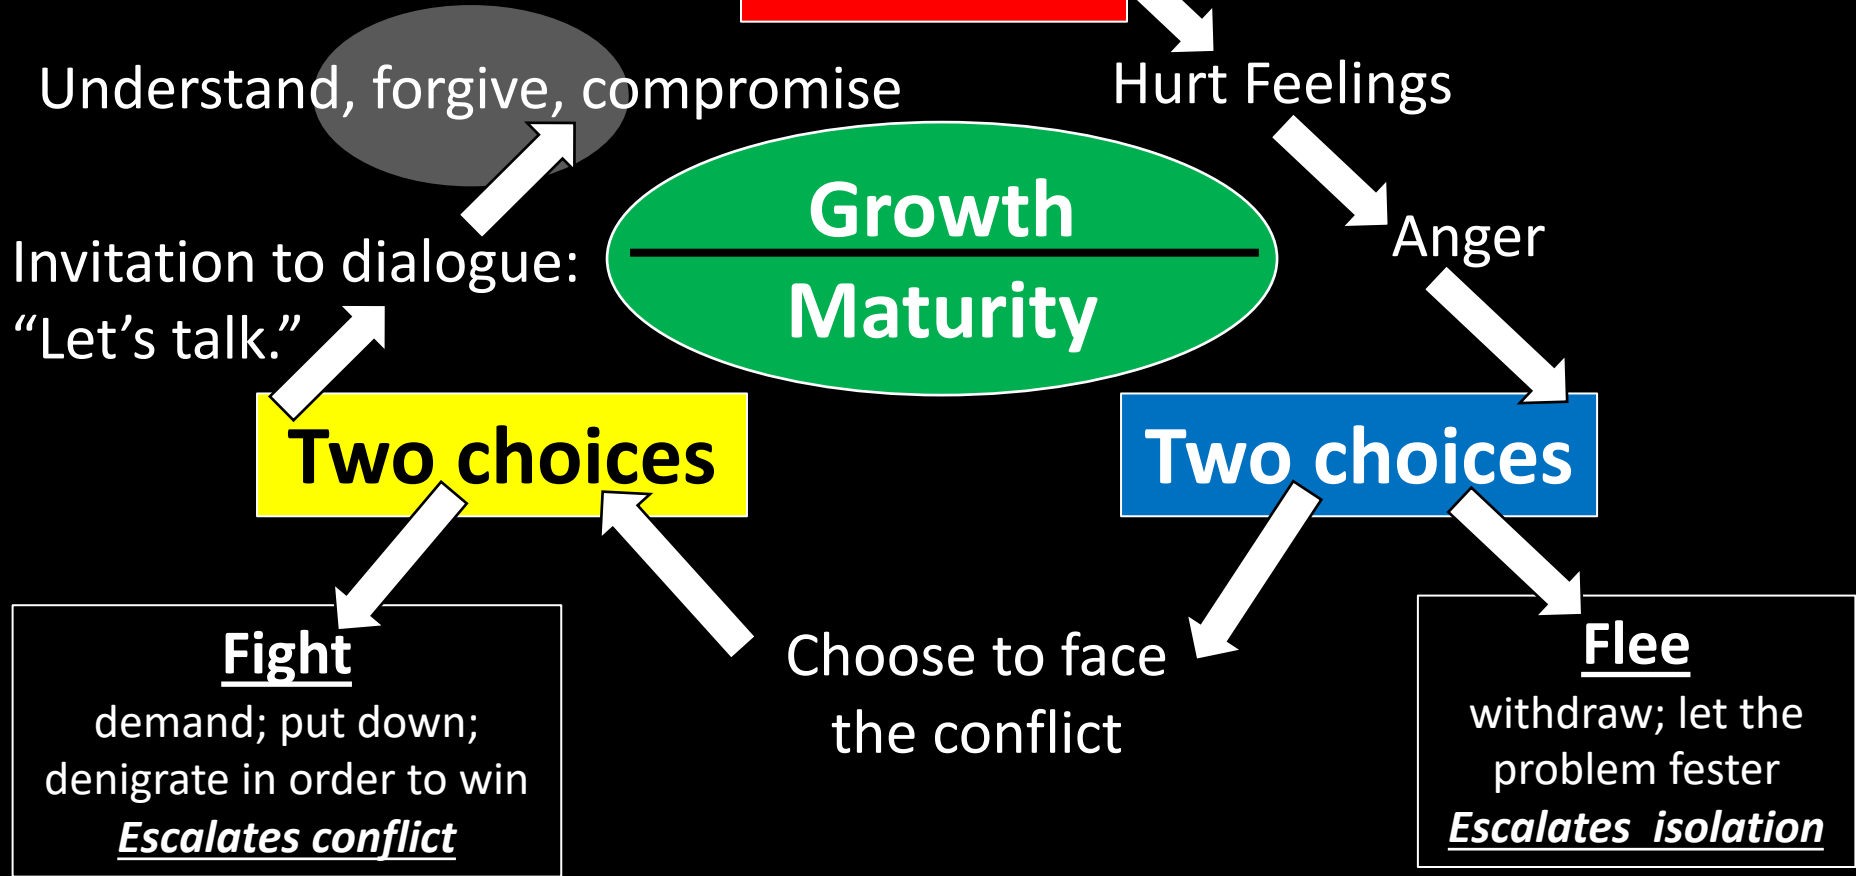 Understand, forgive, compromise
Hurt Feelings
Growth
Maturity
Anger
Invitation to dialogue:
“Let’s talk.”
Two choices
Two choices
Fight
demand; put down;
denigrate in order to win
Escalates conflict
Choose to face
the conflict
Flee
withdraw; let the
problem fester
Escalates  isolation